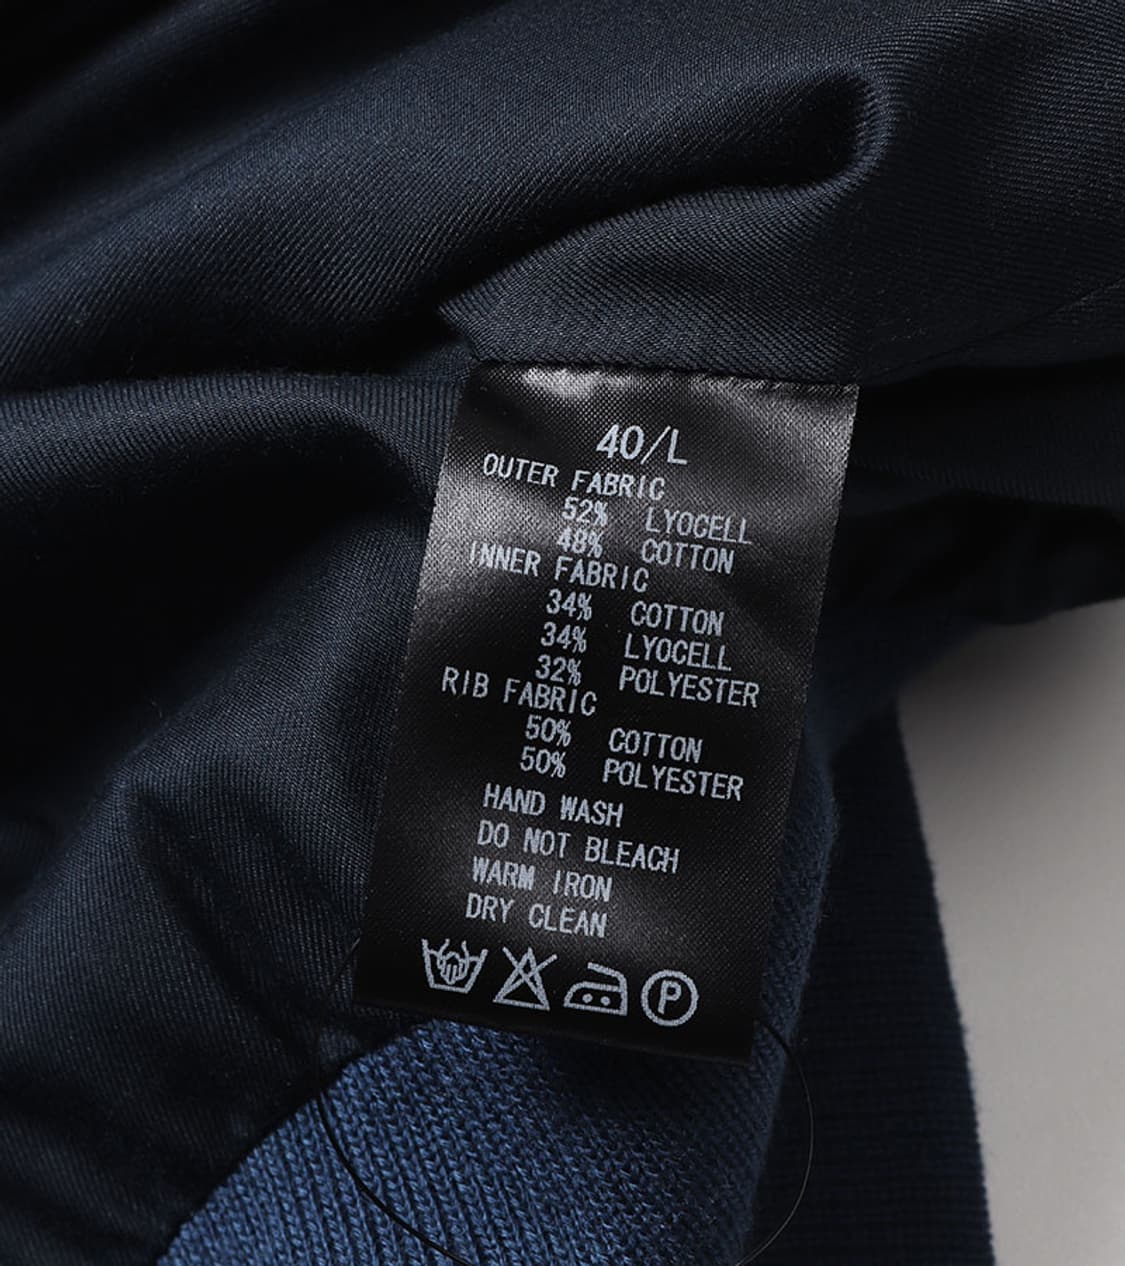 40/L
OUTER FABRIC
52% LYOCELL
48% COTTON
INNER FABRIC
34% COTTON
34% LYOCELL
32% POLYESTER
RIB FABRIC
50% COTTON
50% POLYESTER
HAND WASH
DO NOT BLEACH
WARM IRON
DRY CLEAN
P